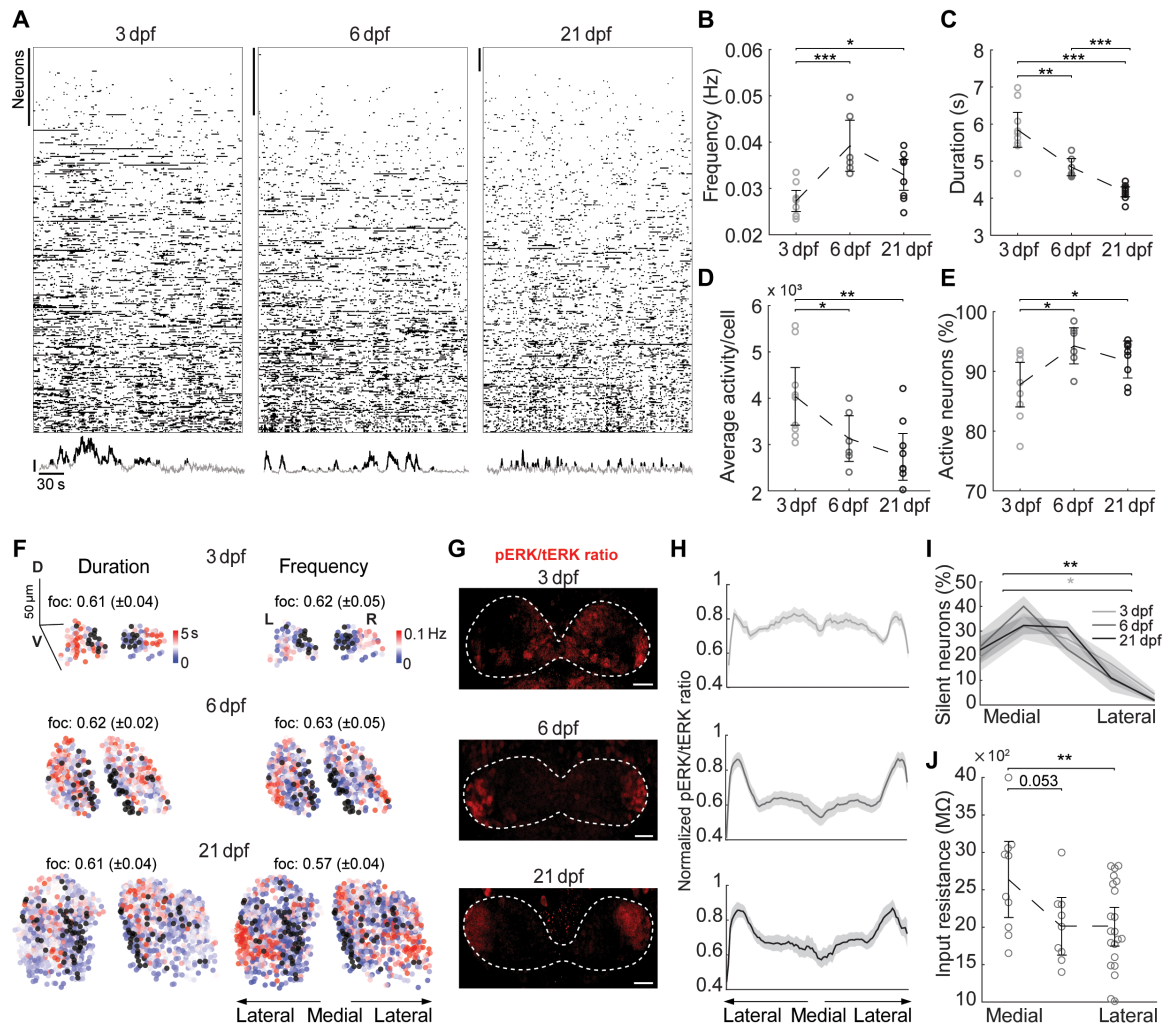 A
3 dpf
6 dpf
21 dpf
Neurons
30 s
B
Frequency (Hz)
0.06
0.05
0.04
0.03
0.02
*
***
3 dpf 6 dpf 21 dpf
C
Duration (s)
8
7
6
5
4
3
***
***
**
3 dpf 6 dpf 21 dpf
D
x 10³
Average activity/cell
6
5
4
3
2
**
*
3 dpf 6 dpf 21 dpf
E
Active neurons (%)
100
90
80
70
*
*
3 dpf 6 dpf 21 dpf
F
3 dpf
D
V
50 µm
Duration
Frequency
foc: 0.61 (±0.04)
foc: 0.62 (±0.05)
L
R
5 s
0
0.1 Hz
0
6 dpf
foc: 0.62 (±0.02)
foc: 0.63 (±0.05)
21 dpf
foc: 0.61 (±0.04)
foc: 0.57 (±0.04)
Lateral Medial Lateral
G
pERK/tERK ratio
3 dpf
6 dpf
21 dpf
H
Normalized pERK/tERK ratio
1
0.8
0.6
0.4
1
0.8
0.6
0.4
1
0.8
0.6
0.4
Lateral Medial Lateral
I
Silent neurons (%)
50
40
30
20
10
0
**
*
3 dpf
6 dpf
21 dpf
Medial Lateral
J
×10²
Input resistance (MΩ)
40
30
25
20
15
10
**
0.053
Medial Lateral